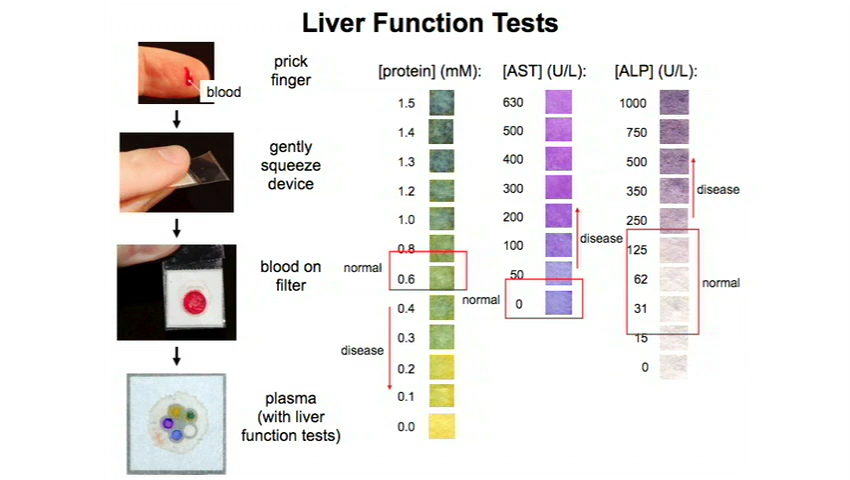 Liver Function Tests
prick
finger
blood
gently
squeeze
device
blood on
filter
plasma
(with liver
function tests)
[protein] (mM):
1.5
1.4
1.3
1.2
1.0
0.8
0.6
0.4
0.3
0.2
0.1
0.0
normal
disease
[AST] (U/L):
630
500
400
300
200
100
50
0
disease
normal
[ALP] (U/L):
1000
750
500
350
250
125
62
31
15
0
disease
normal